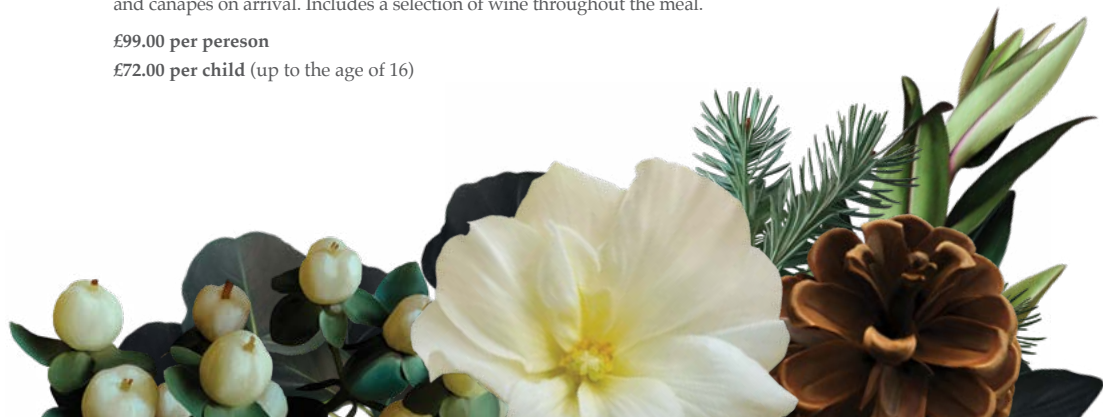 and canapés on arrival. Includes a selection of wine throughout the meal.
£99.00 per pereson
£72.00 per child (up to the age of 16)